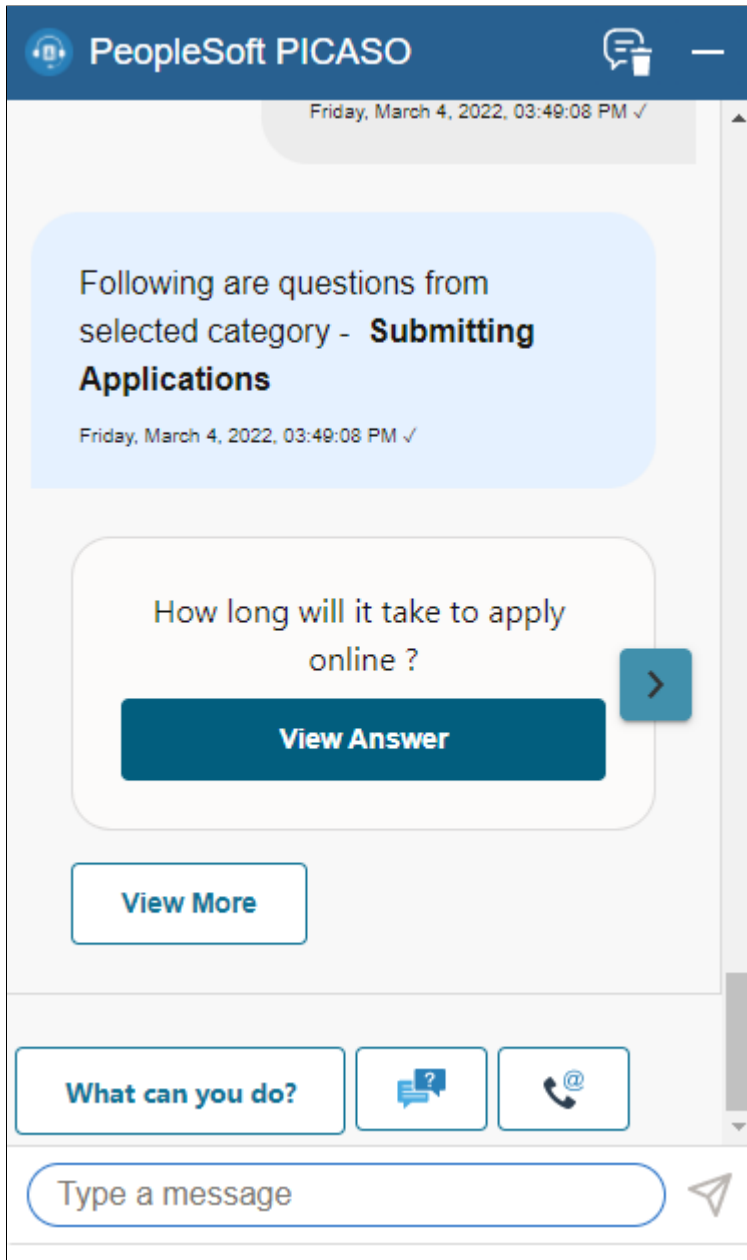 PeopleSoft PICASO
Friday, March 4, 2022, 03:49:08 PM ✓
Following are questions from
selected category - Submitting
Applications
Friday, March 4, 2022, 03:49:08 PM ✓
How long will it take to apply
online ?
View Answer
View More
What can you do?
?
@
Type a message